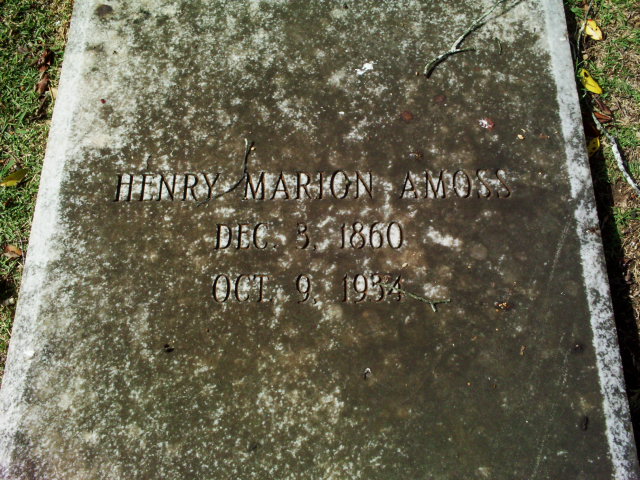 HENRY MARION AMOSS
DEC. 3, 1860
OCT. 9, 1934